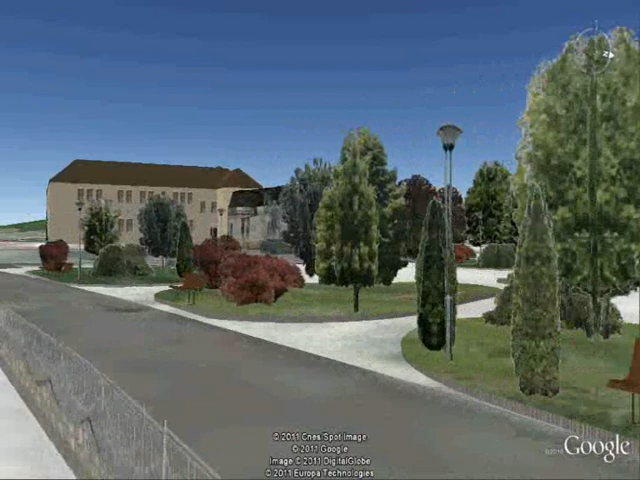 © 2011 Cnes/Spot Image
© 2011 Google
Image © 2011 DigitalGlobe
© 2011 Europa Technologies
Google